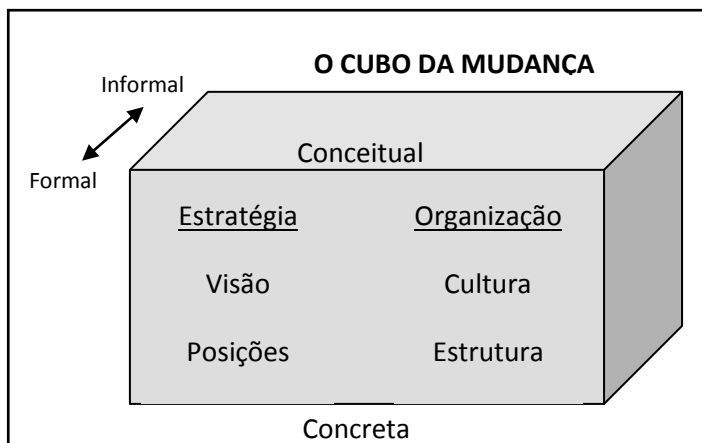 O CUBO DA MUDANÇA
Informal
Formal
Conceitual
Estratégia Organização
Visão Cultura
Posições Estrutura
Concreta